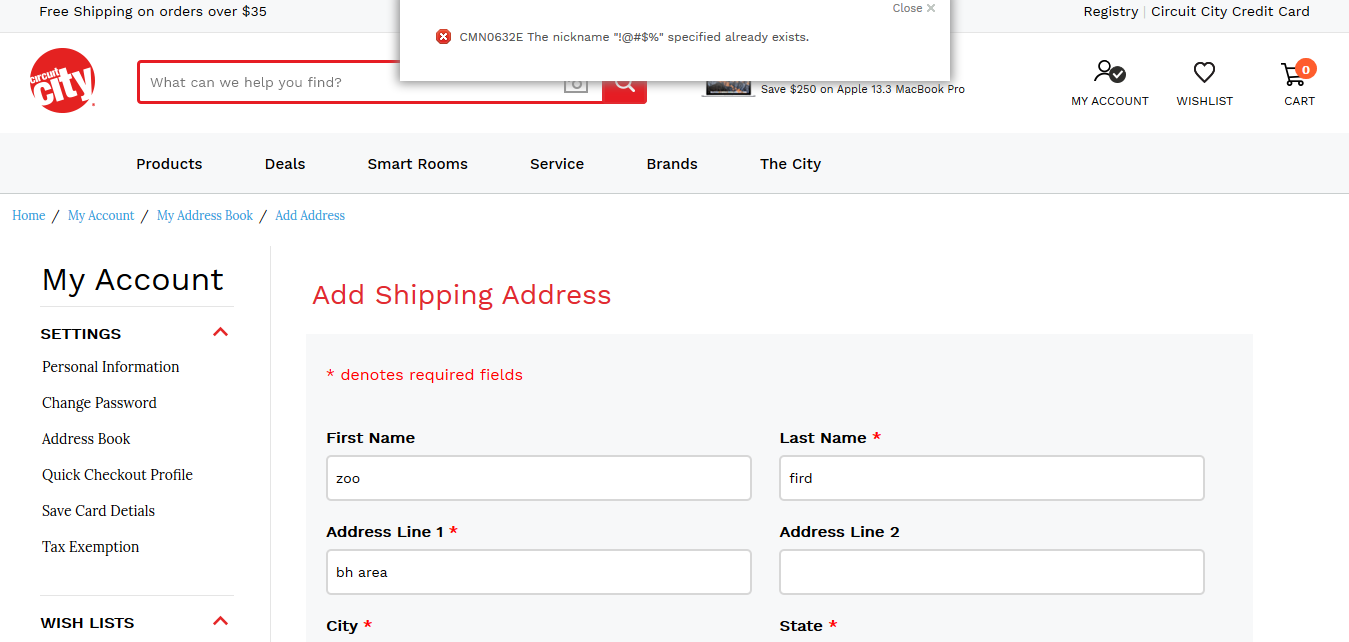 Free Shipping on orders over $35
Close
Registry | Circuit City Credit Card
CMN0632E The nickname "!@#$%" specified already exists.
circuit
city
What can we help you find?
Save $250 on Apple 13.3 MacBook Pro
MY ACCOUNT
WISHLIST
0
CART
Products Deals Smart Rooms Service Brands The City
Home / My Account / My Address Book / Add Address
My Account
SETTINGS
Personal Information
Change Password
Address Book
Quick Checkout Profile
Save Card Detials
Tax Exemption
WISH LISTS
Add Shipping Address
* denotes required fields
First Name
zoo
Last Name *
fird
Address Line 1 *
bh area
Address Line 2
City *
State *